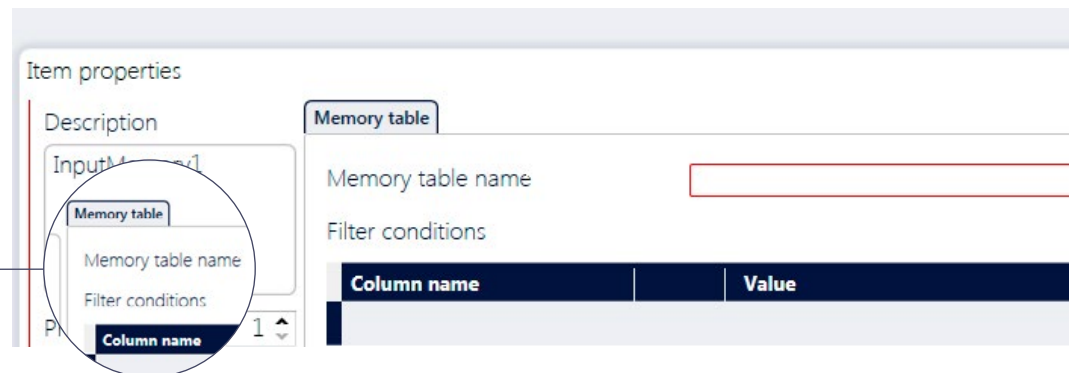 Item properties
Description
Memory table
InputMemory1
Memory table name
Filter conditions
Column name Value
Memory table
Memory table name
Filter conditions
Column name
1